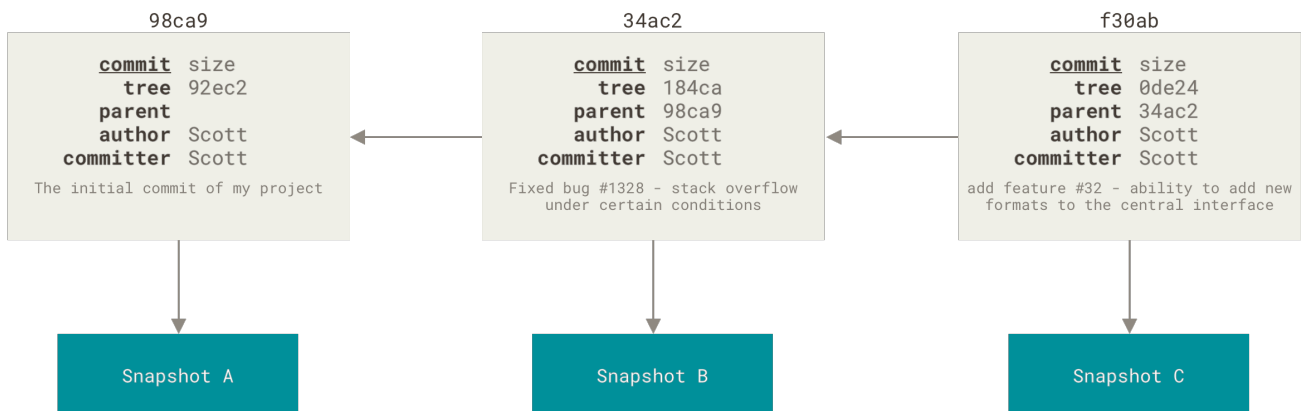 98ca9
commit size
tree 92ec2
parent
author Scott
committer Scott
The initial commit of my project
Snapshot A
34ac2
commit size
tree 184ca
parent 98ca9
author Scott
committer Scott
Fixed bug #1328 - stack overflow
under certain conditions
Snapshot B
f30ab
commit size
tree 0de24
parent 34ac2
author Scott
committer Scott
add feature #32 - ability to add new
formats to the central interface
Snapshot C